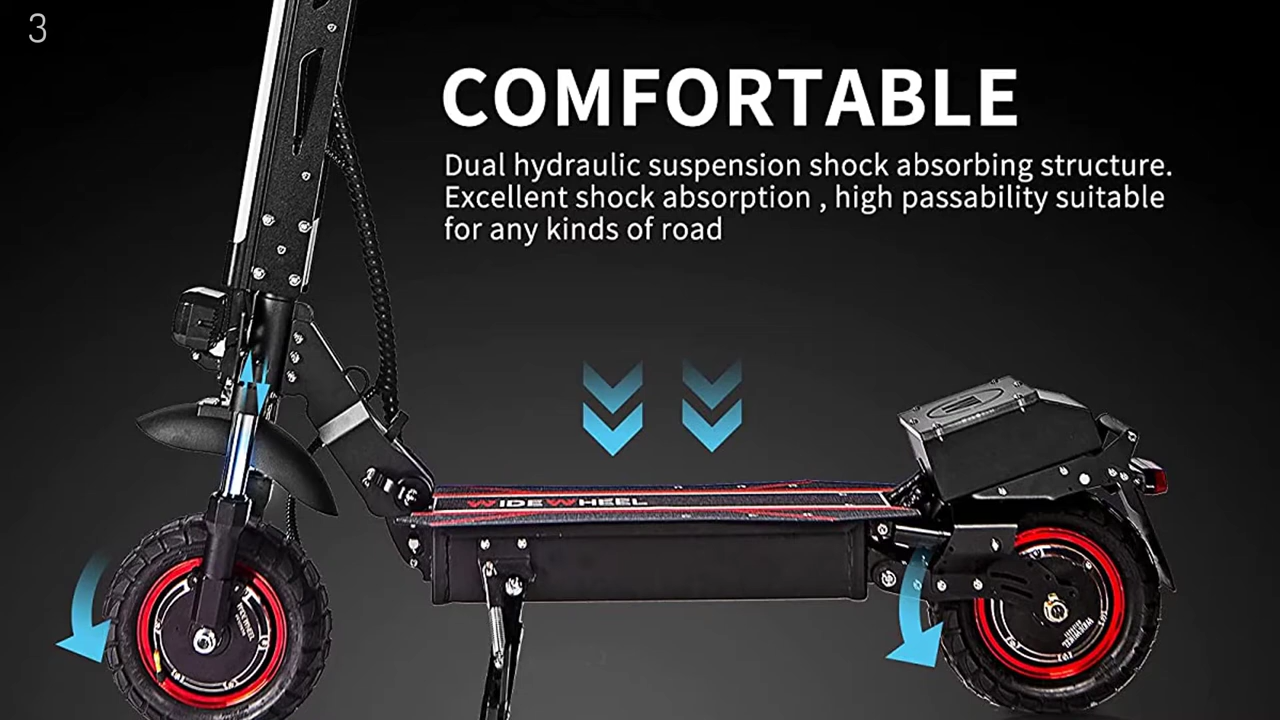 3
COMFORTABLE
Dual hydraulic suspension shock absorbing structure.
Excellent shock absorption , high passability suitable
for any kinds of road
WIDEWHEEL